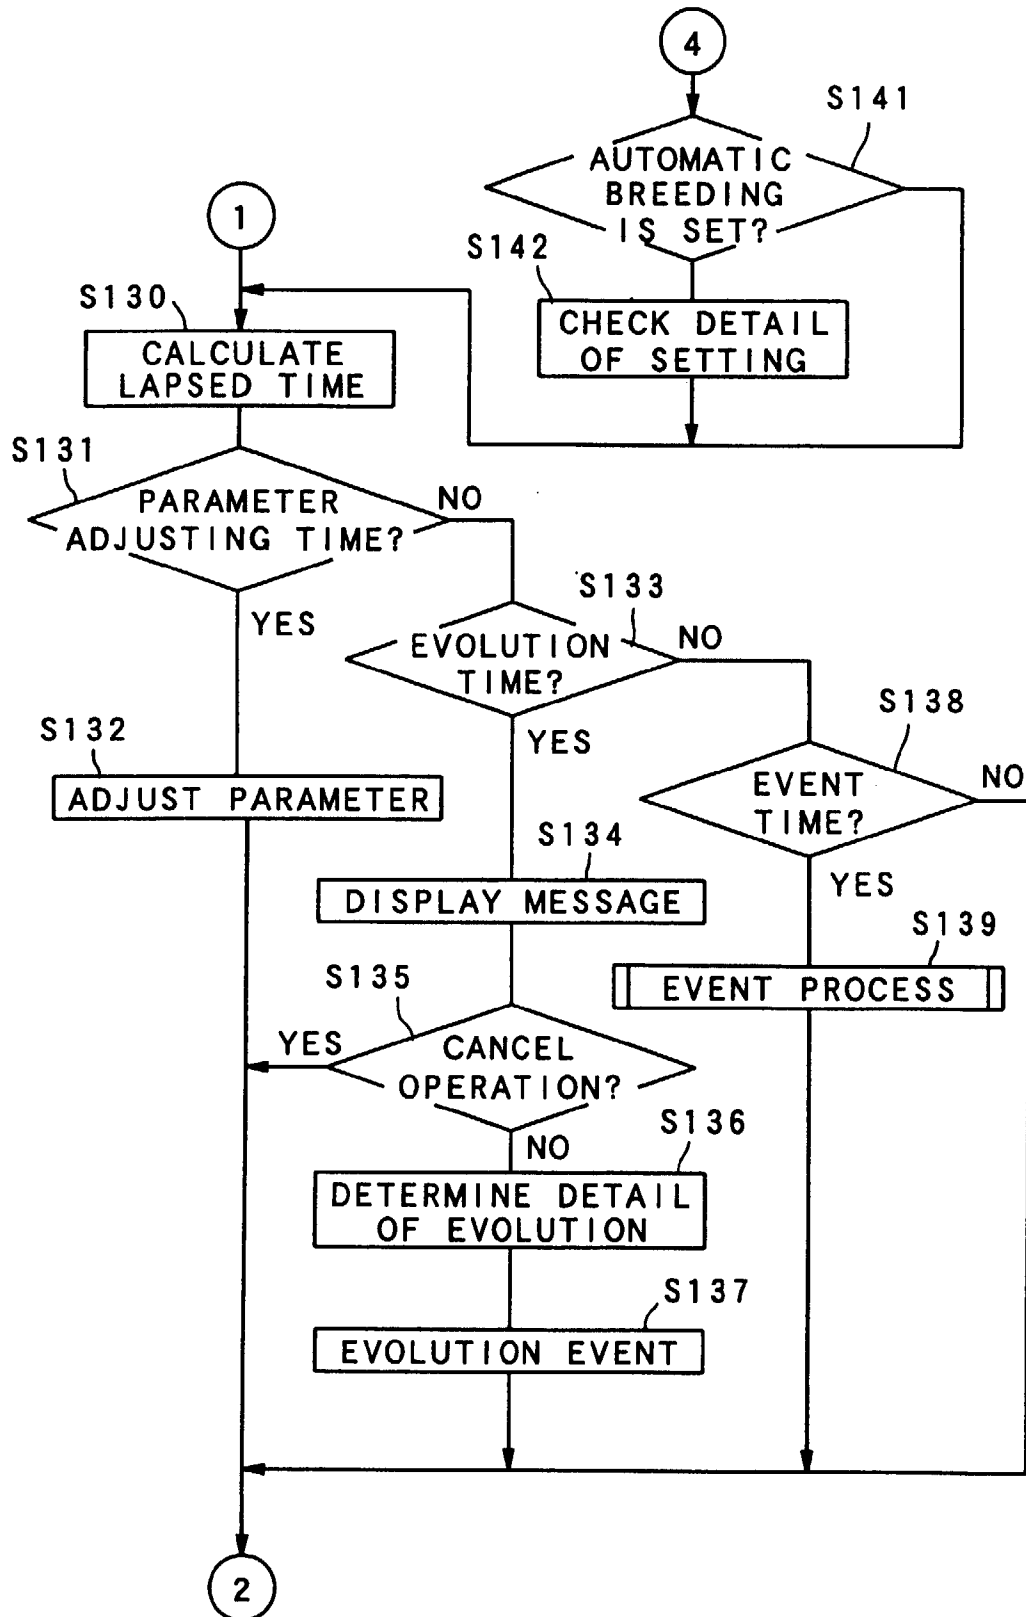 4
S141
AUTOMATIC
BREEDING
IS SET?
1
S142
S130
CHECK DETAIL
OF SETTING
CALCULATE
LAPSED TIME
S131
PARAMETER
ADJUSTING TIME?
NO
YES
S133
EVOLUTION
TIME?
NO
YES
S132
ADJUST PARAMETER
S138
EVENT
TIME?
NO
YES
S134
DISPLAY MESSAGE
S139
EVENT PROCESS
S135
YES
CANCEL
OPERATION?
NO
S136
DETERMINE DETAIL
OF EVOLUTION
S137
EVOLUTION EVENT
2